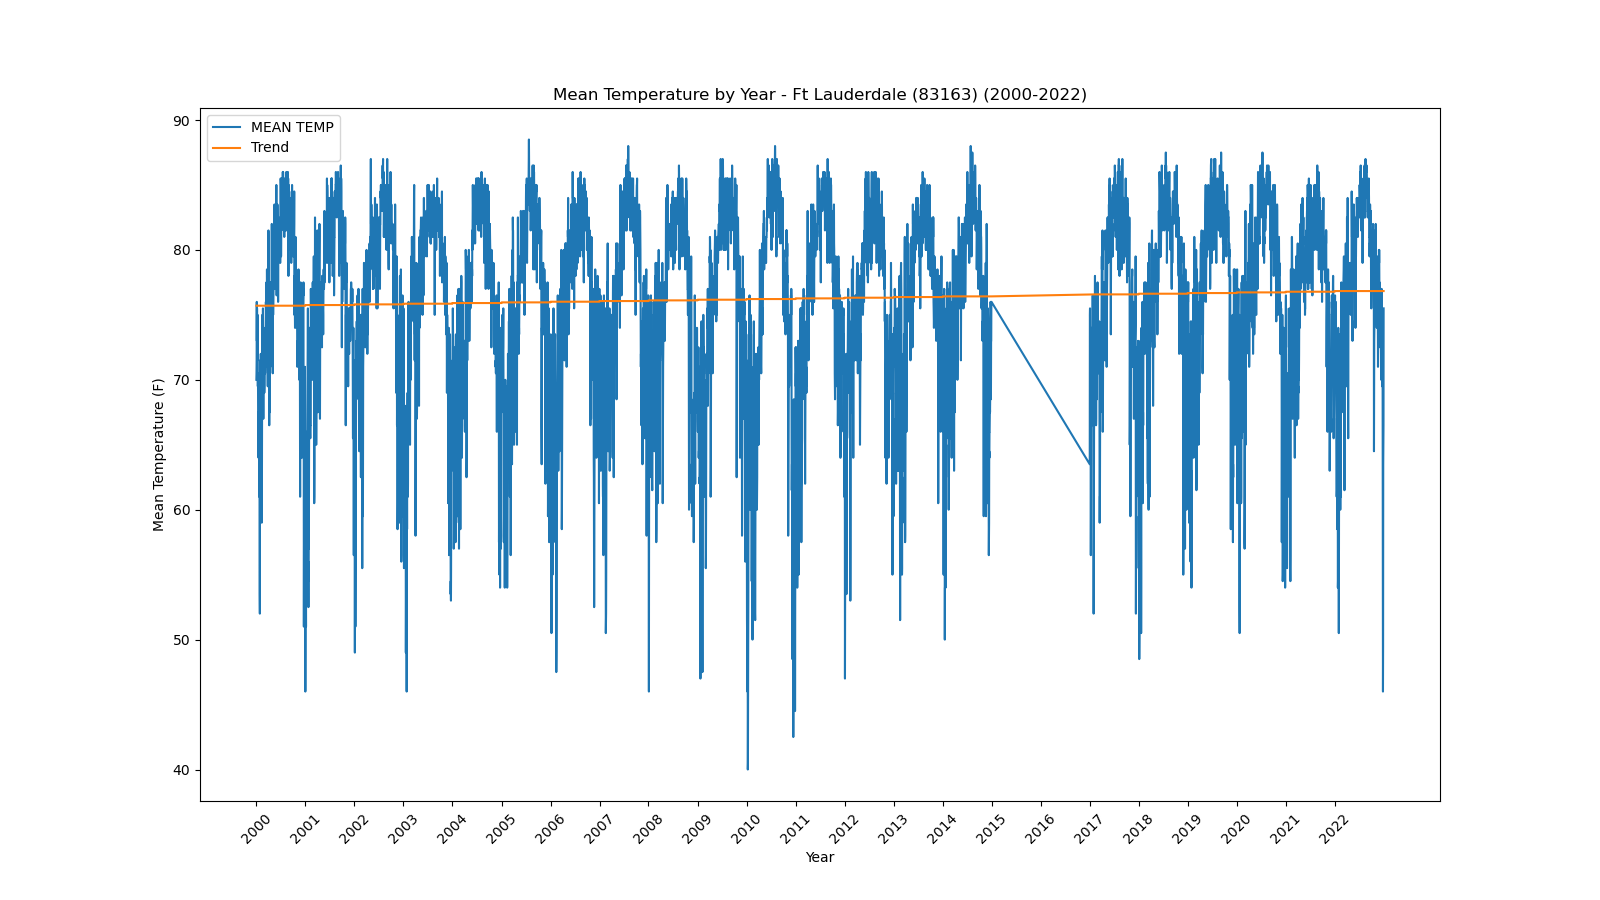 Mean Temperature by Year - Ft Lauderdale (83163) (2000-2022)
MEAN TEMP
Trend
90
80
70
60
50
40
Mean Temperature (F)
2000 2001 2002 2003 2004 2005 2006 2007 2008 2009 2010 2011 2012 2013 2014 2015 2016 2017 2018 2019 2020 2021 2022
Year